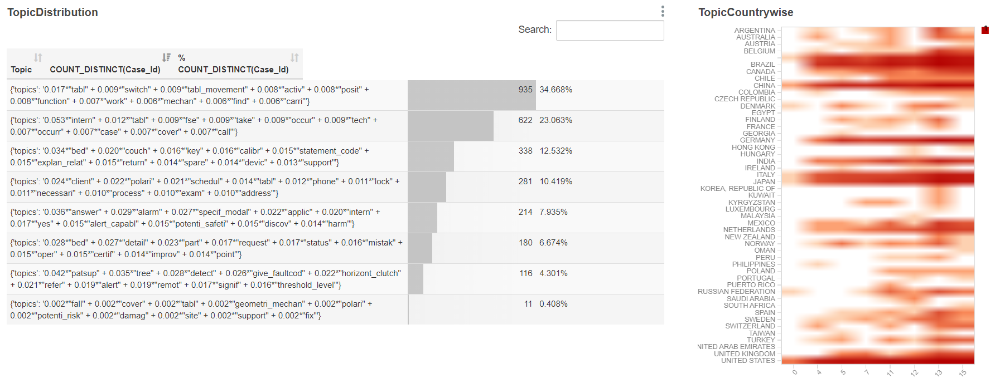 TopicDistribution
Search:
Topic
COUNT_DISTINCT(Case_Id)
%
COUNT_DISTINCT(Case_Id)
{'topics': '0.017*"tabl" + 0.009*"switch" + 0.009*"tabl_movement" + 0.008*"activ" + 0.008*"posit" +
0.008*"function" + 0.007*"work" + 0.006*"mechan" + 0.006*"find" + 0.006*"carri"'}
935 34.668%
{'topics': '0.053*"intern" + 0.012*"tabl" + 0.009*"fse" + 0.009*"take" + 0.009*"occur" + 0.009*"tech" +
0.007*"occurr" + 0.007*"case" + 0.007*"cover" + 0.007*"call"'}
622 23.063%
{'topics': '0.034*"bed" + 0.020*"couch" + 0.016*"key" + 0.016*"calibr" + 0.015*"statement_code" +
0.015*"explan_relat" + 0.015*"return" + 0.014*"spare" + 0.014*"devic" + 0.013*"support"'}
338 12.532%
{'topics': '0.024*"client" + 0.022*"polari" + 0.021*"schedul" + 0.014*"tabl" + 0.012*"phone" + 0.011*"lock" +
0.011*"necessari" + 0.010*"process" + 0.010*"exam" + 0.010*"address"'}
281 10.419%
{'topics': '0.036*"answer" + 0.029*"alarm" + 0.027*"specif_modal" + 0.022*"applic" + 0.020*"intern" +
0.017*"yes" + 0.015*"alert_capabl" + 0.015*"potenti_safeti" + 0.015*"discov" + 0.014*"harm"'}
214 7.935%
{'topics': '0.028*"bed" + 0.027*"detail" + 0.023*"part" + 0.017*"request" + 0.017*"status" + 0.016*"mistak" +
0.015*"oper" + 0.015*"certif" + 0.014*"improv" + 0.014*"point"'}
180 6.674%
{'topics': '0.042*"patsup" + 0.035*"tree" + 0.028*"detect" + 0.026*"give_faultcod" + 0.022*"horizont_clutch"
+ 0.021*"refer" + 0.019*"alert" + 0.019*"remot" + 0.017*"signif" + 0.016*"threshold_level"'}
116 4.301%
{'topics': '0.002*"fall" + 0.002*"cover" + 0.002*"tabl" + 0.002*"geometri_mechan" + 0.002*"polari" +
0.002*"potenti_risk" + 0.002*"damag" + 0.002*"site" + 0.002*"support" + 0.002*"fix"'}
11 0.408%
TopicCountrywise
1
ARGENTINA
AUSTRALIA
AUSTRIA
BELGIUM
BRAZIL
CANADA
CHILE
CHINA
COLOMBIA
CZECH REPUBLIC
DENMARK
EGYPT
FINLAND
FRANCE
GEORGIA
GERMANY
HONG KONG
HUNGARY
INDIA
IRELAND
ITALY
JAPAN
KOREA, REPUBLIC OF
KUWAIT
KYRGYZSTAN
LUXEMBOURG
MALAYSIA
MEXICO
NETHERLANDS
NEW ZEALAND
NORWAY
OMAN
PERU
PHILIPPINES
POLAND
PORTUGAL
PUERTO RICO
RUSSIAN FEDERATION
SAUDI ARABIA
SOUTH AFRICA
SPAIN
SWEDEN
SWITZERLAND
TAIWAN
TURKEY
NITED ARAB EMIRATES
UNITED KINGDOM
UNITED STATES
0 4 5 7 11 12 13 15